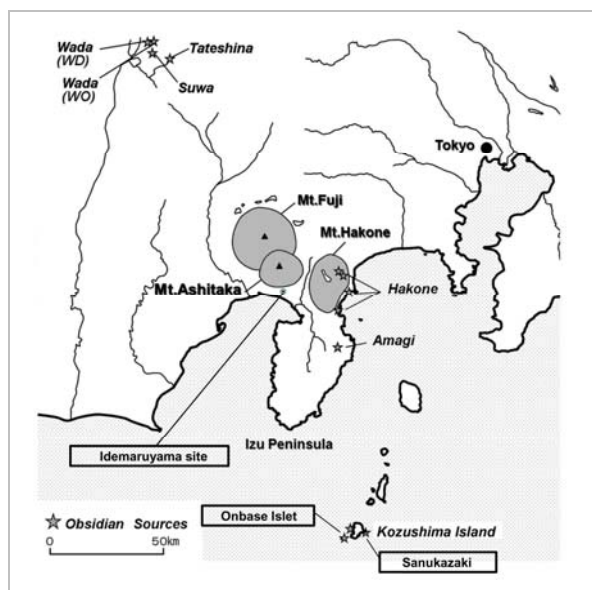 Wada
(WD)
Tateshina
Wada
(WO)
Suwa
Tokyo
Mt.Fuji
Mt.Hakone
Mt.Ashitaka
Hakone
Amagi
Idemaruyama site
Izu Peninsula
Onbase Islet
Kozushima Island
Sanukazaki
Obsidian Sources
0 50km